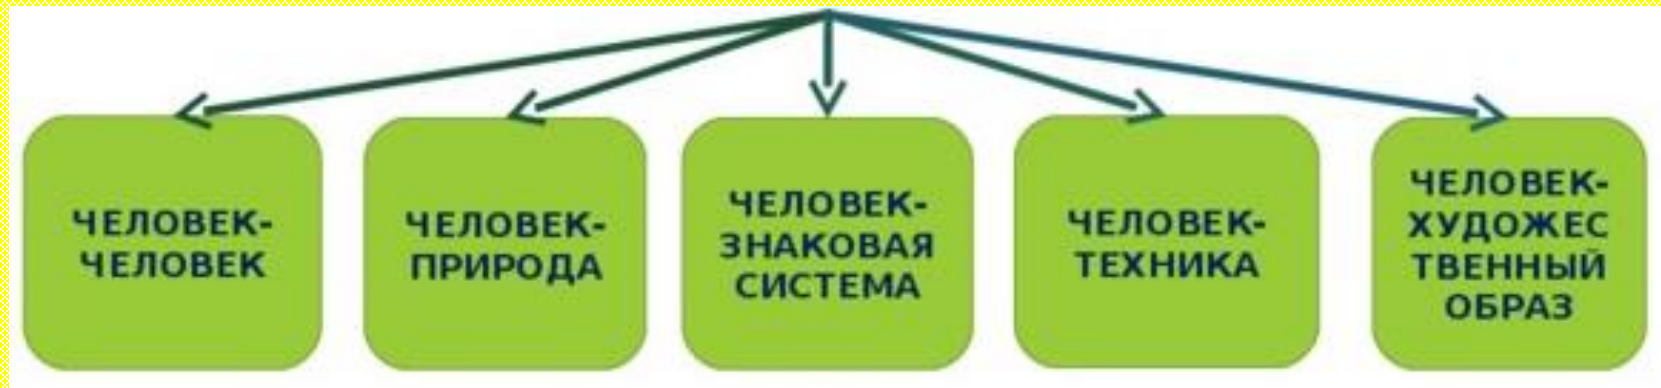 ЧЕЛОВЕК-
ЧЕЛОВЕК
ЧЕЛОВЕК-
ПРИРОДА
ЧЕЛОВЕК-
ЗНАКОВАЯ
СИСТЕМА
ЧЕЛОВЕК-
ТЕХНИКА
ЧЕЛОВЕК-
ХУДОЖЕС
ТВЕННЫЙ
ОБРАЗ